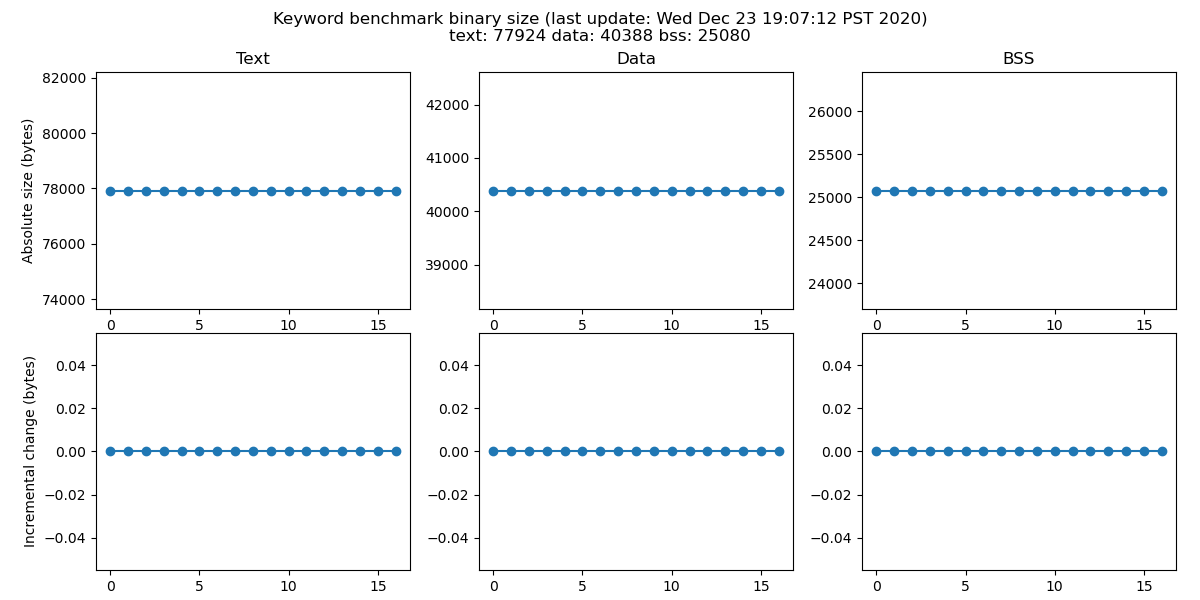 Keyword benchmark binary size (last update: Wed Dec 23 19:07:12 PST 2020)
text: 77924 data: 40388 bss: 25080
Text
Data
BSS
Absolute size (bytes)
82000
80000
78000
76000
74000
0 5 10 15
42000
41000
40000
39000
0 5 10 15
26000
25500
25000
24500
24000
0 5 10 15
Incremental change (bytes)
0.04
0.02
0.00
−0.02
−0.04
0 5 10 15
0.04
0.02
0.00
−0.02
−0.04
0 5 10 15
0.04
0.02
0.00
−0.02
−0.04
0 5 10 15